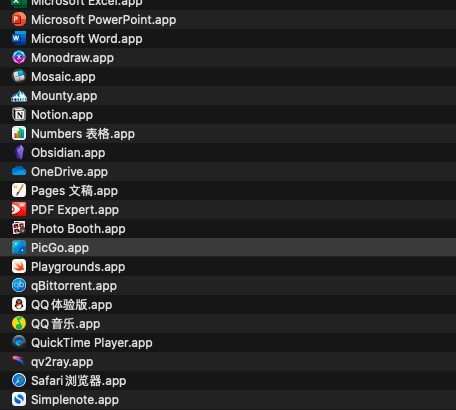 Microsoft Excel.app
Microsoft PowerPoint.app
Microsoft Word.app
Monodraw.app
Mosaic.app
Mounty.app
Notion.app
Numbers 表格.app
Obsidian.app
OneDrive.app
Pages 文稿.app
PDF Expert.app
Photo Booth.app
PicGo.app
Playgrounds.app
qBittorrent.app
QQ体验版.app
QQ音乐.app
QuickTime Player.app
qv2ray.app
Safari浏览器.app
Simplenote.app